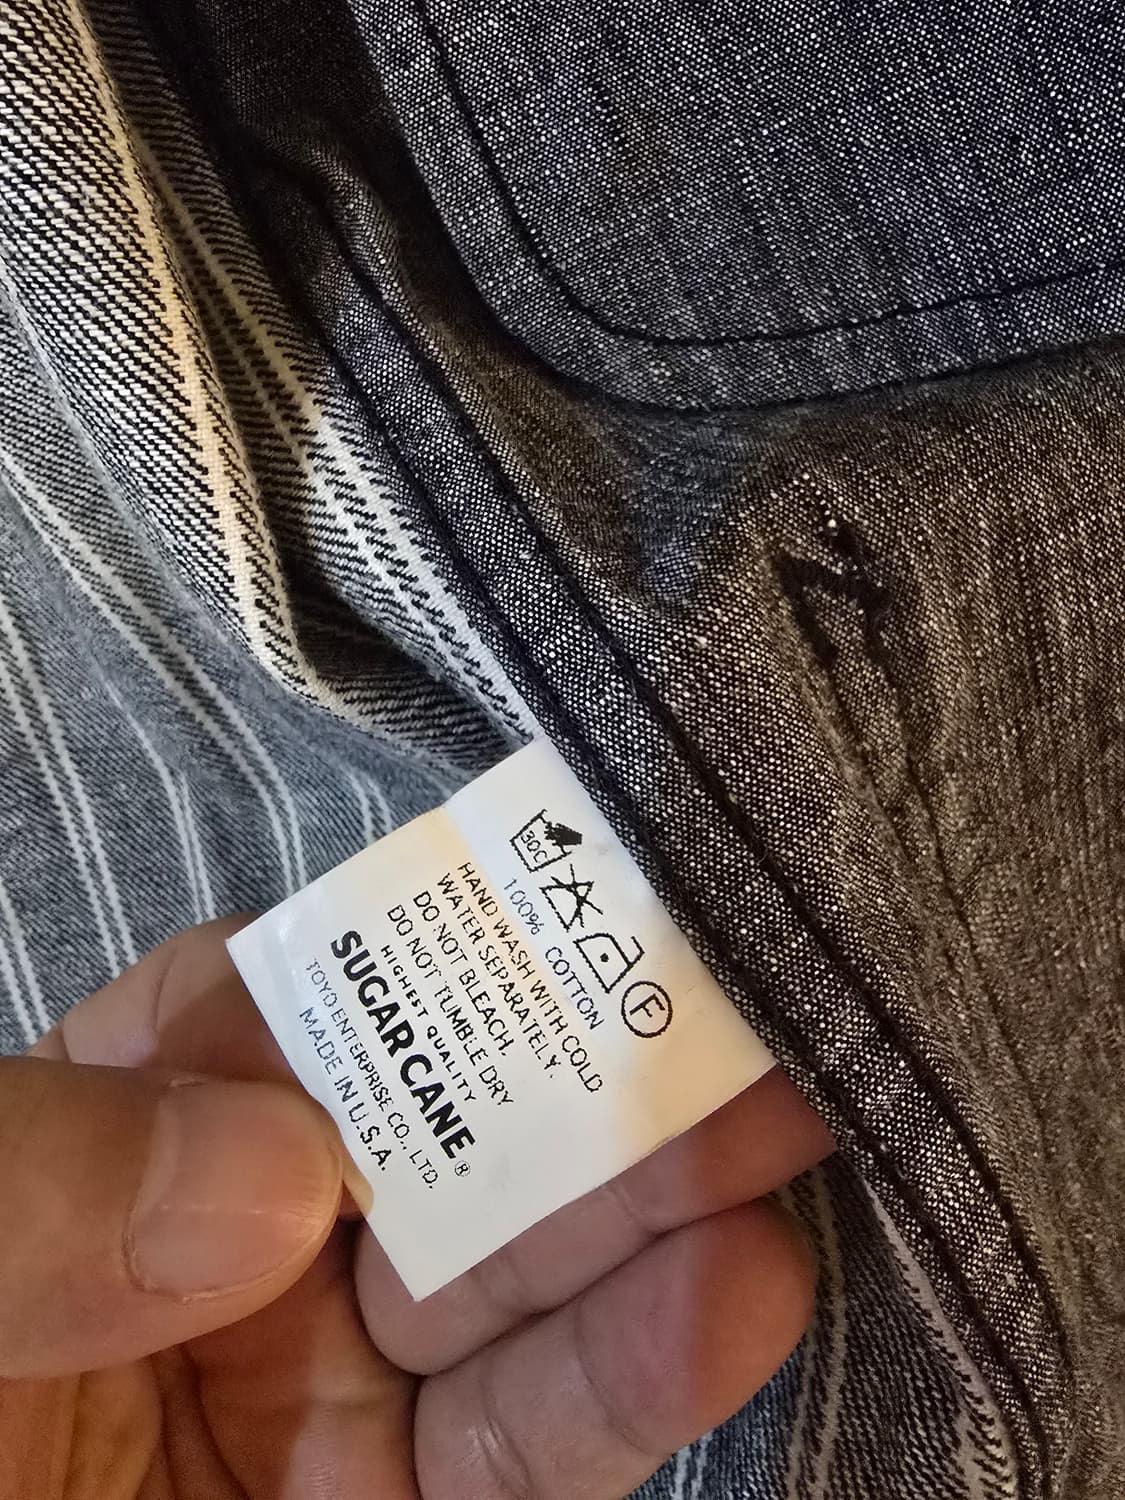 30C
F
100% COTTON
HAND WASH WITH COLD
WATER SEPARATELY.
DO NOT BLEACH.
DO NOT TUMBLE DRY
HIGHEST QUALITY
SUGAR CANE®
TOYO ENTERPRISE CO., LTD.
MADE IN U.S.A.